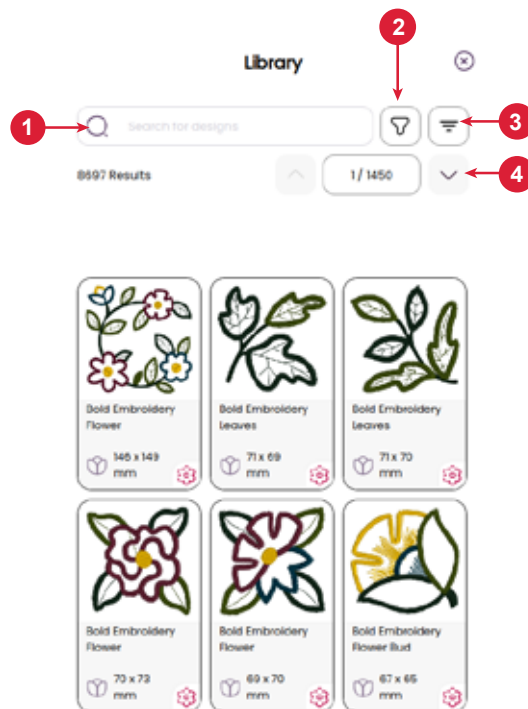 2
Library
1
Search for designs
3
8697 Results
1 / 1450
4
Bold Embroidery
Flower
146 x 149
mm
Bold Embroidery
Leaves
71 x 69
mm
Bold Embroidery
Leaves
71 x 70
mm
Bold Embroidery
Flower
70 x 73
mm
Bold Embroidery
Flower
69 x 70
mm
Bold Embroidery
Flower Bud
67 x 65
mm